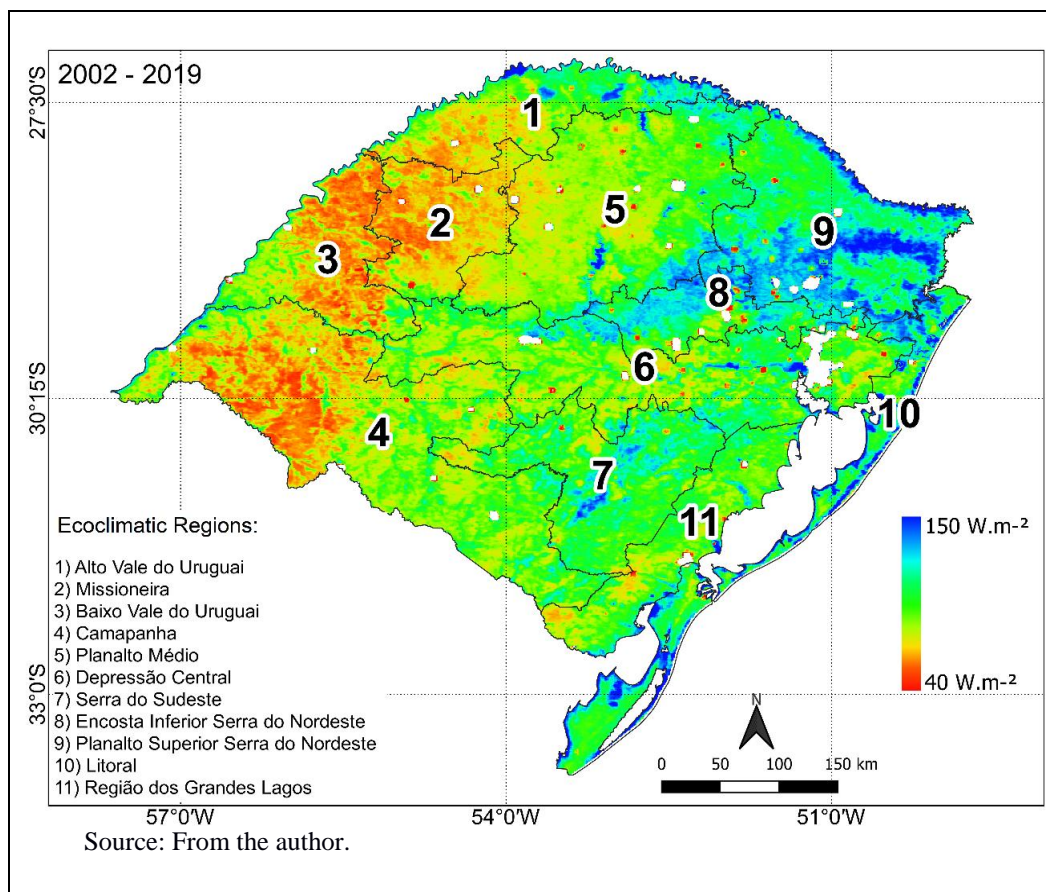 2002 - 2019
27°30'S
30°15'S
33°0'S
1
2
3
4
5
6
7
8
9
10
11
Ecoclimatic Regions:
1) Alto Vale do Uruguai
2) Missioneira
3) Baixo Vale do Uruguai
4) Camapanha
5) Planalto Médio
6) Depressão Central
7) Serra do Sudeste
8) Encosta Inferior Serra do Nordeste
9) Planalto Superior Serra do Nordeste
10) Litoral
11) Região dos Grandes Lagos
150 W.m-²
40 W.m-²
N
0 50 100 150 km
57°0'W 54°0'W 51°0'W
Source: From the author.